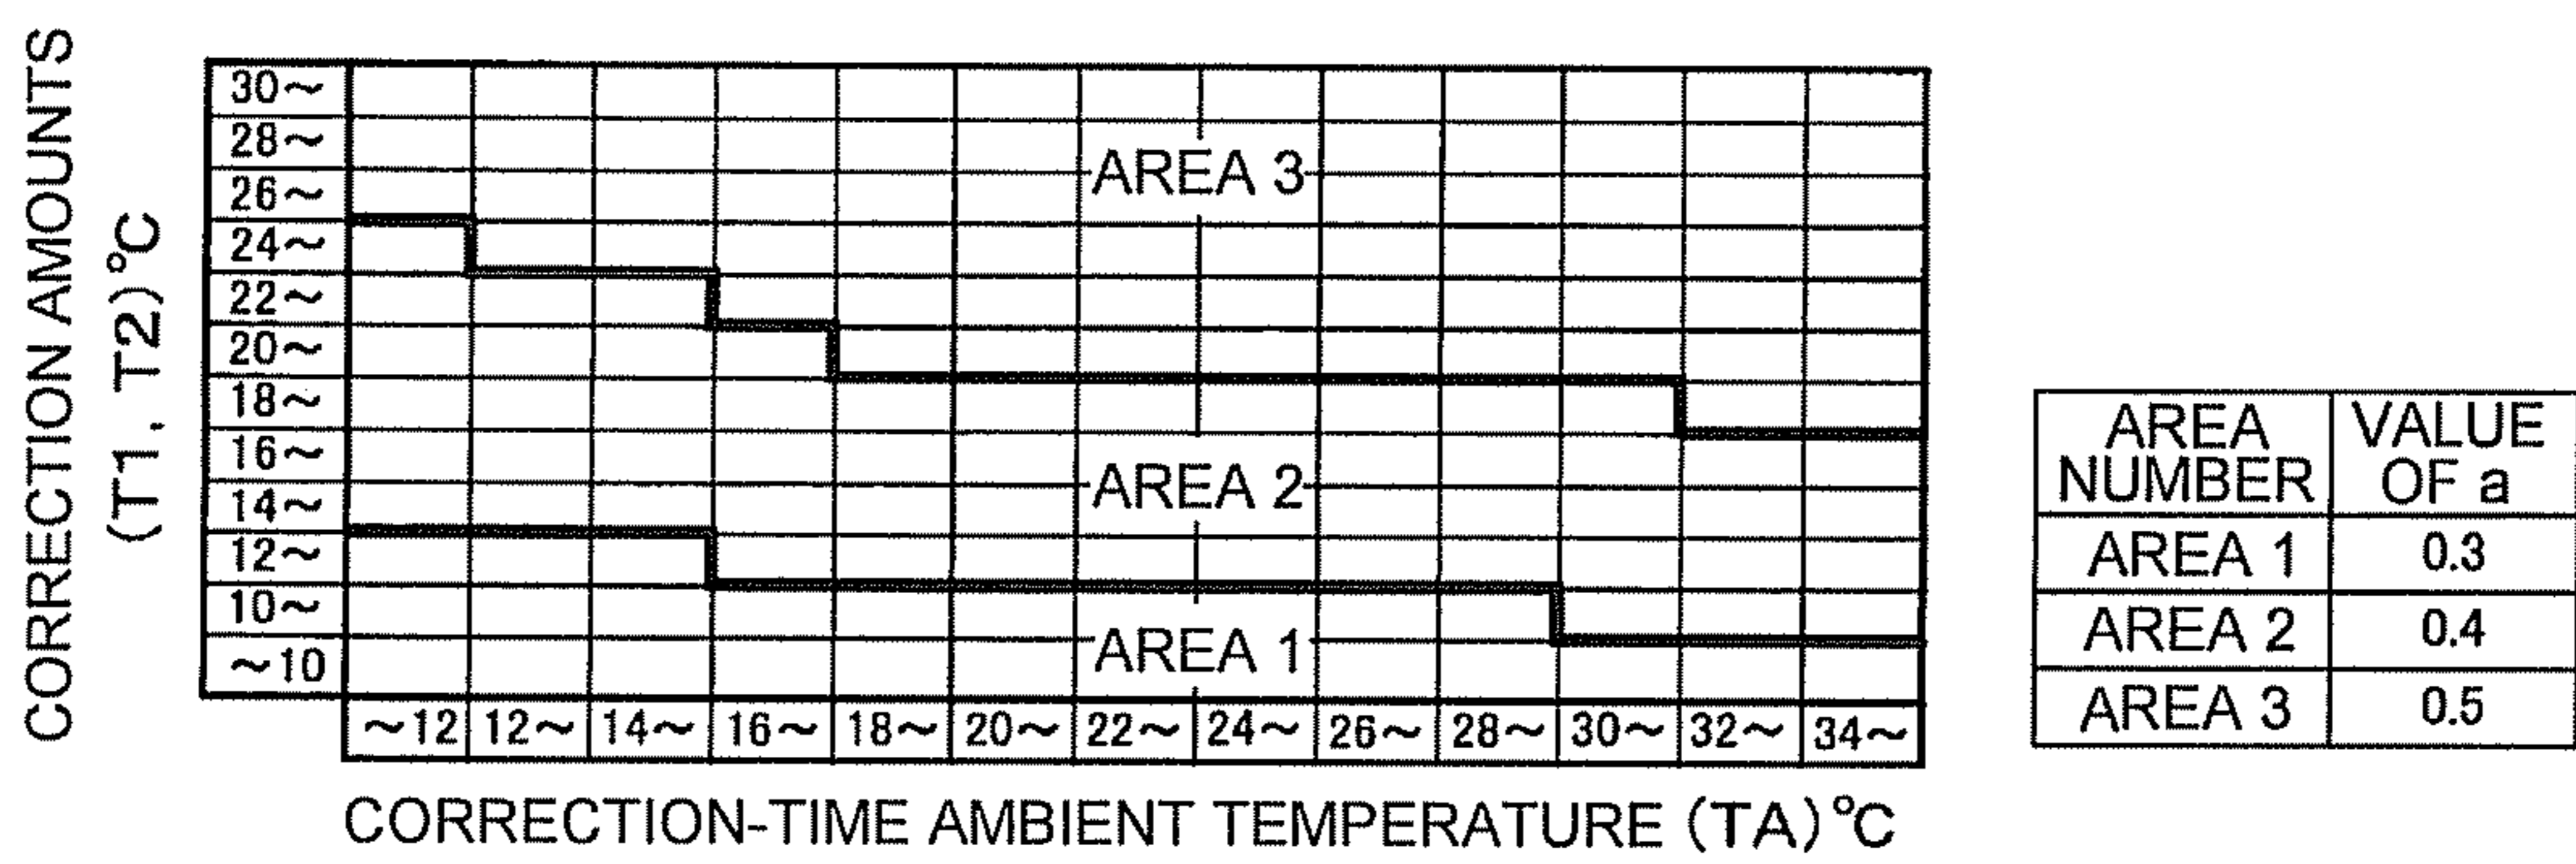 CORRECTION AMOUNTS
(T1, T2)°C
30~
28~
26~
AREA 3
24~
22~
20~
18~
16~
14~
AREA 2
12~
10~
~10
AREA 1
~12 12~ 14~ 16~ 18~ 20~ 22~ 24~ 26~ 28~ 30~ 32~ 34~
CORRECTION-TIME AMBIENT TEMPERATURE (TA)°C
AREA NUMBER VALUE OF a
AREA 1 0.3
AREA 2 0.4
AREA 3 0.5